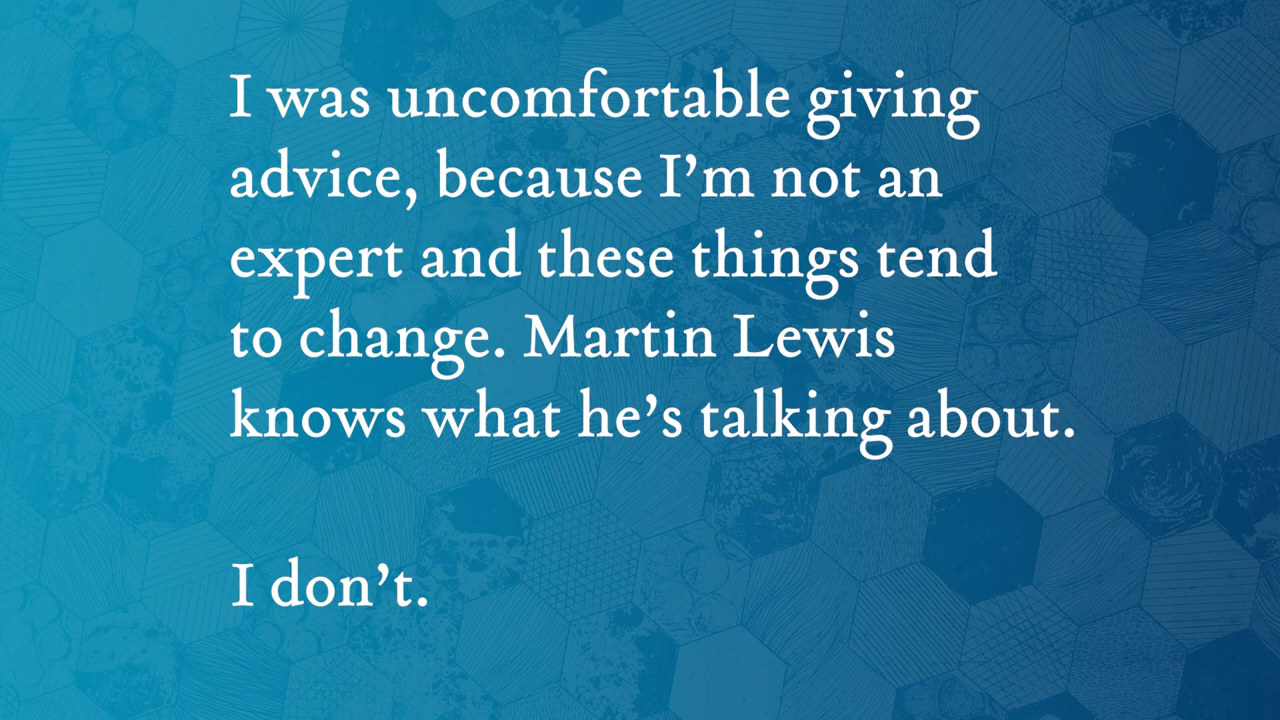 I was uncomfortable giving
advice, because I’m not an
expert and these things tend
to change. Martin Lewis
knows what he’s talking about.
I don’t.